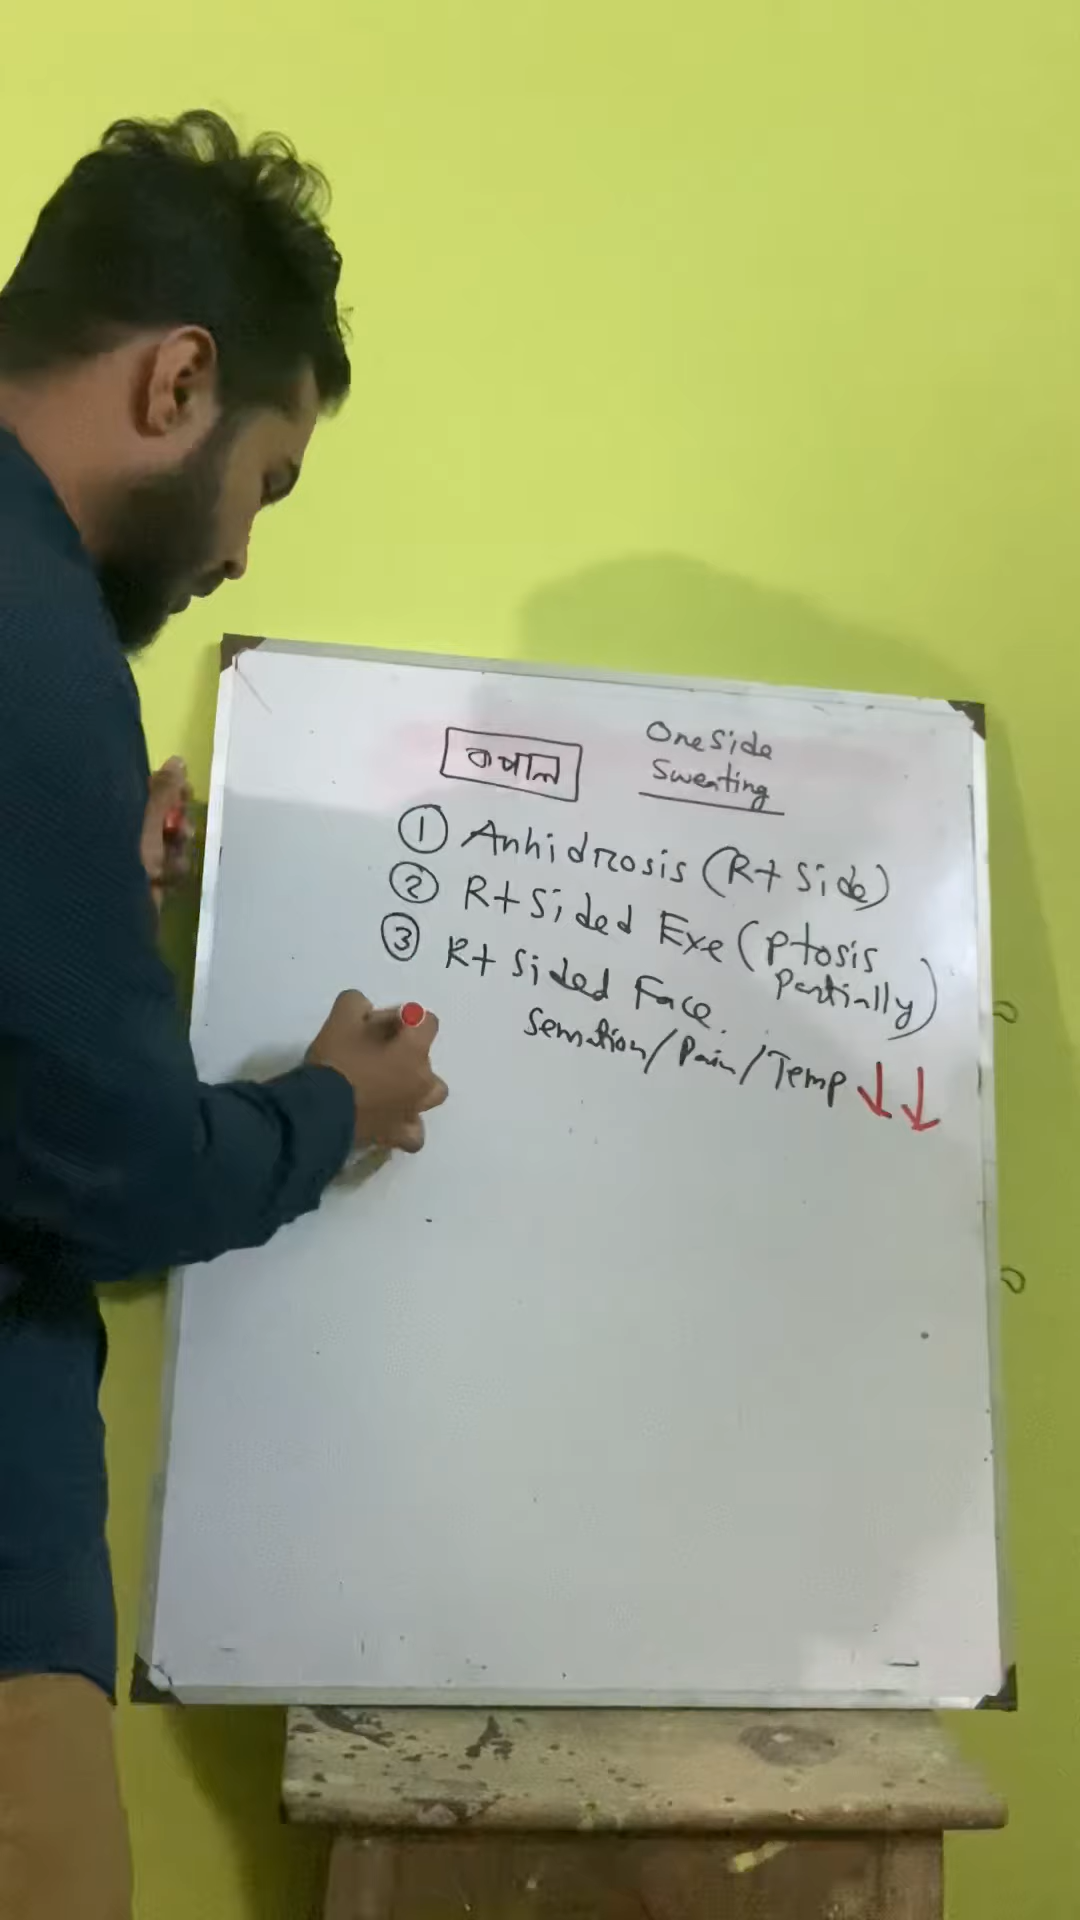 কপাল
One Side
Sweating
① Anhidrosis (Rt Side)
② Rt Sided Eye (Ptosis
Partially)
③ Rt Sided Face
Sensation/Pain/Temp ↓↓